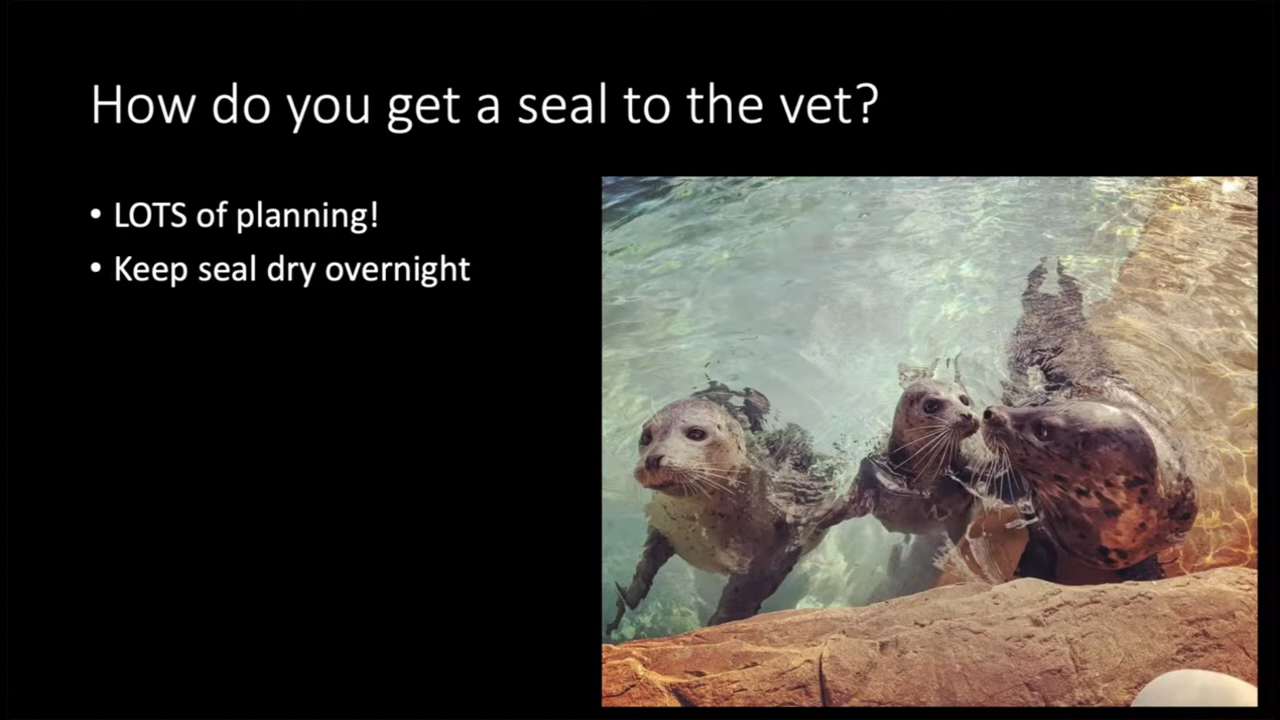 How do you get a seal to the vet?
• LOTS of planning!
• Keep seal dry overnight